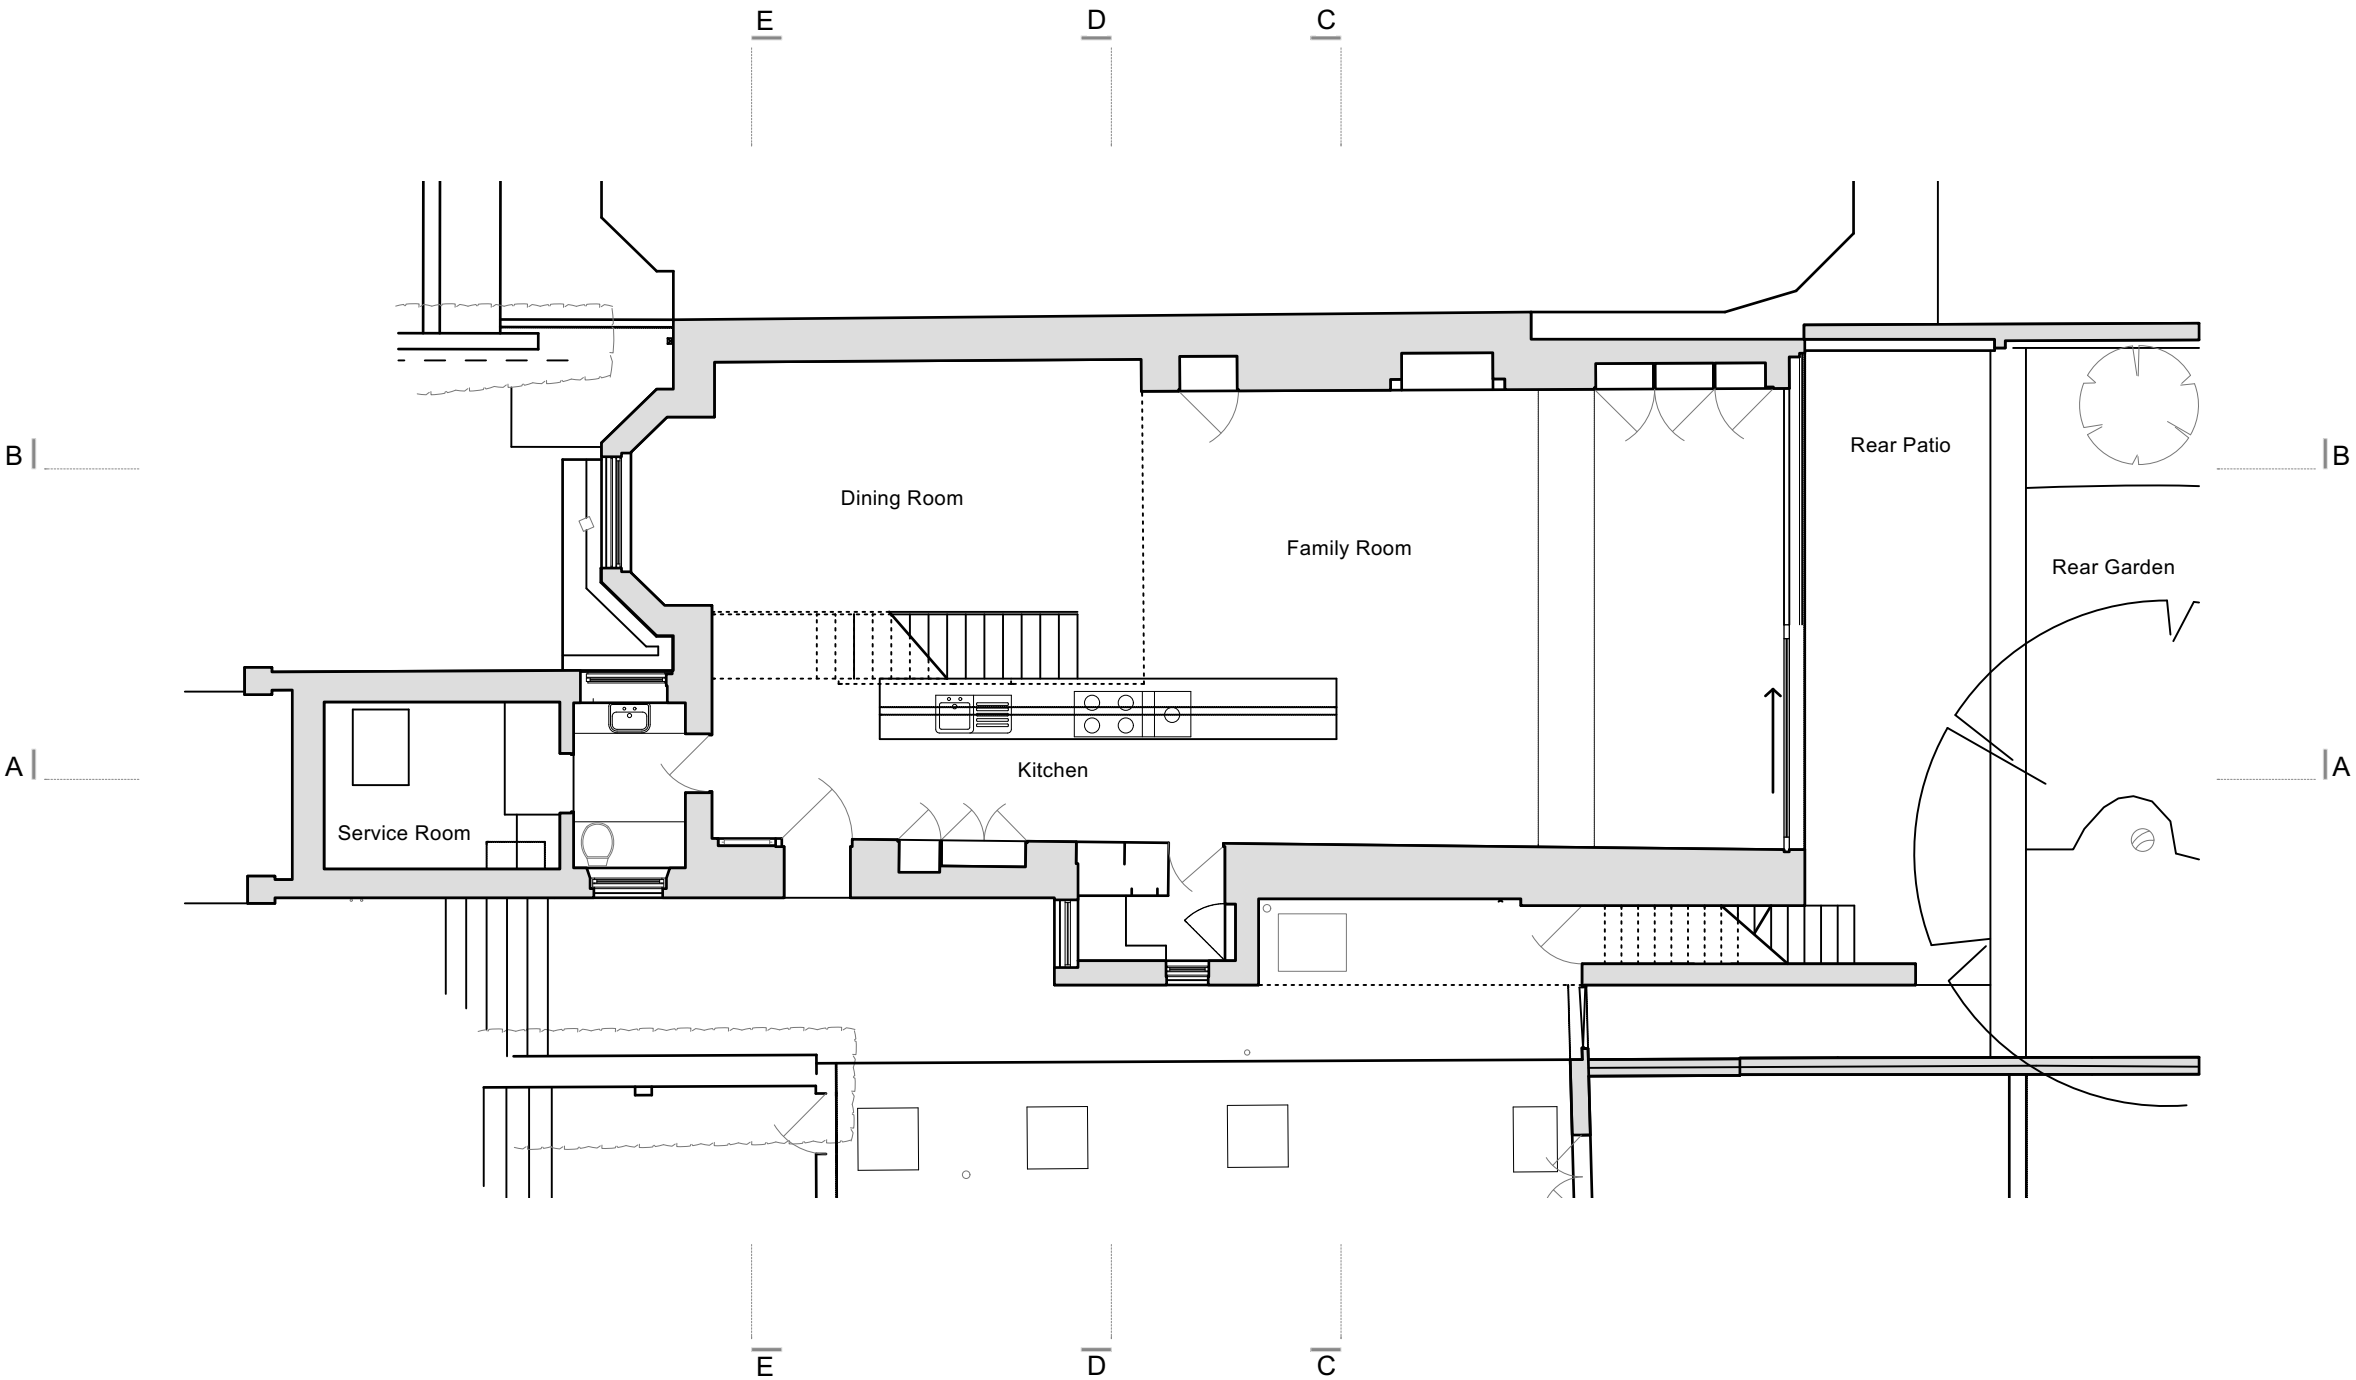 E
D
C
B
B
Rear Patio
Dining Room
Family Room
Rear Garden
A
A
Kitchen
Service Room
E
D
C